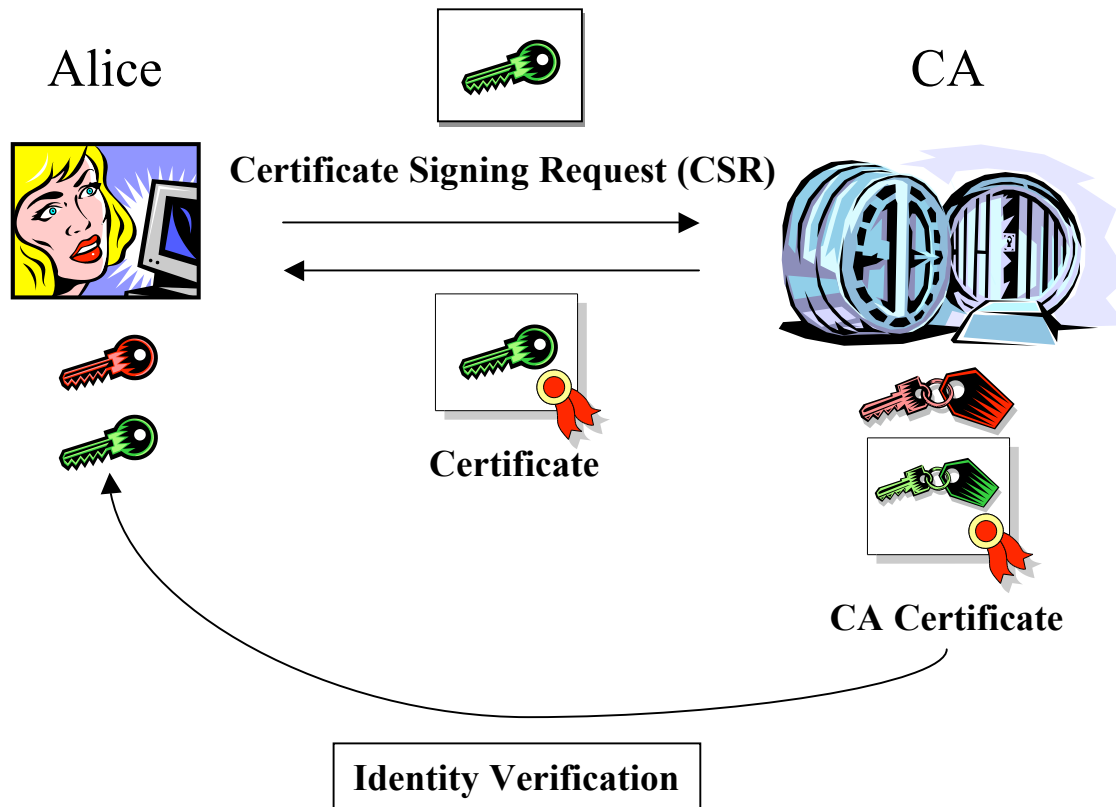 Alice
CA
Certificate Signing Request (CSR)
Certificate
CA Certificate
Identity Verification